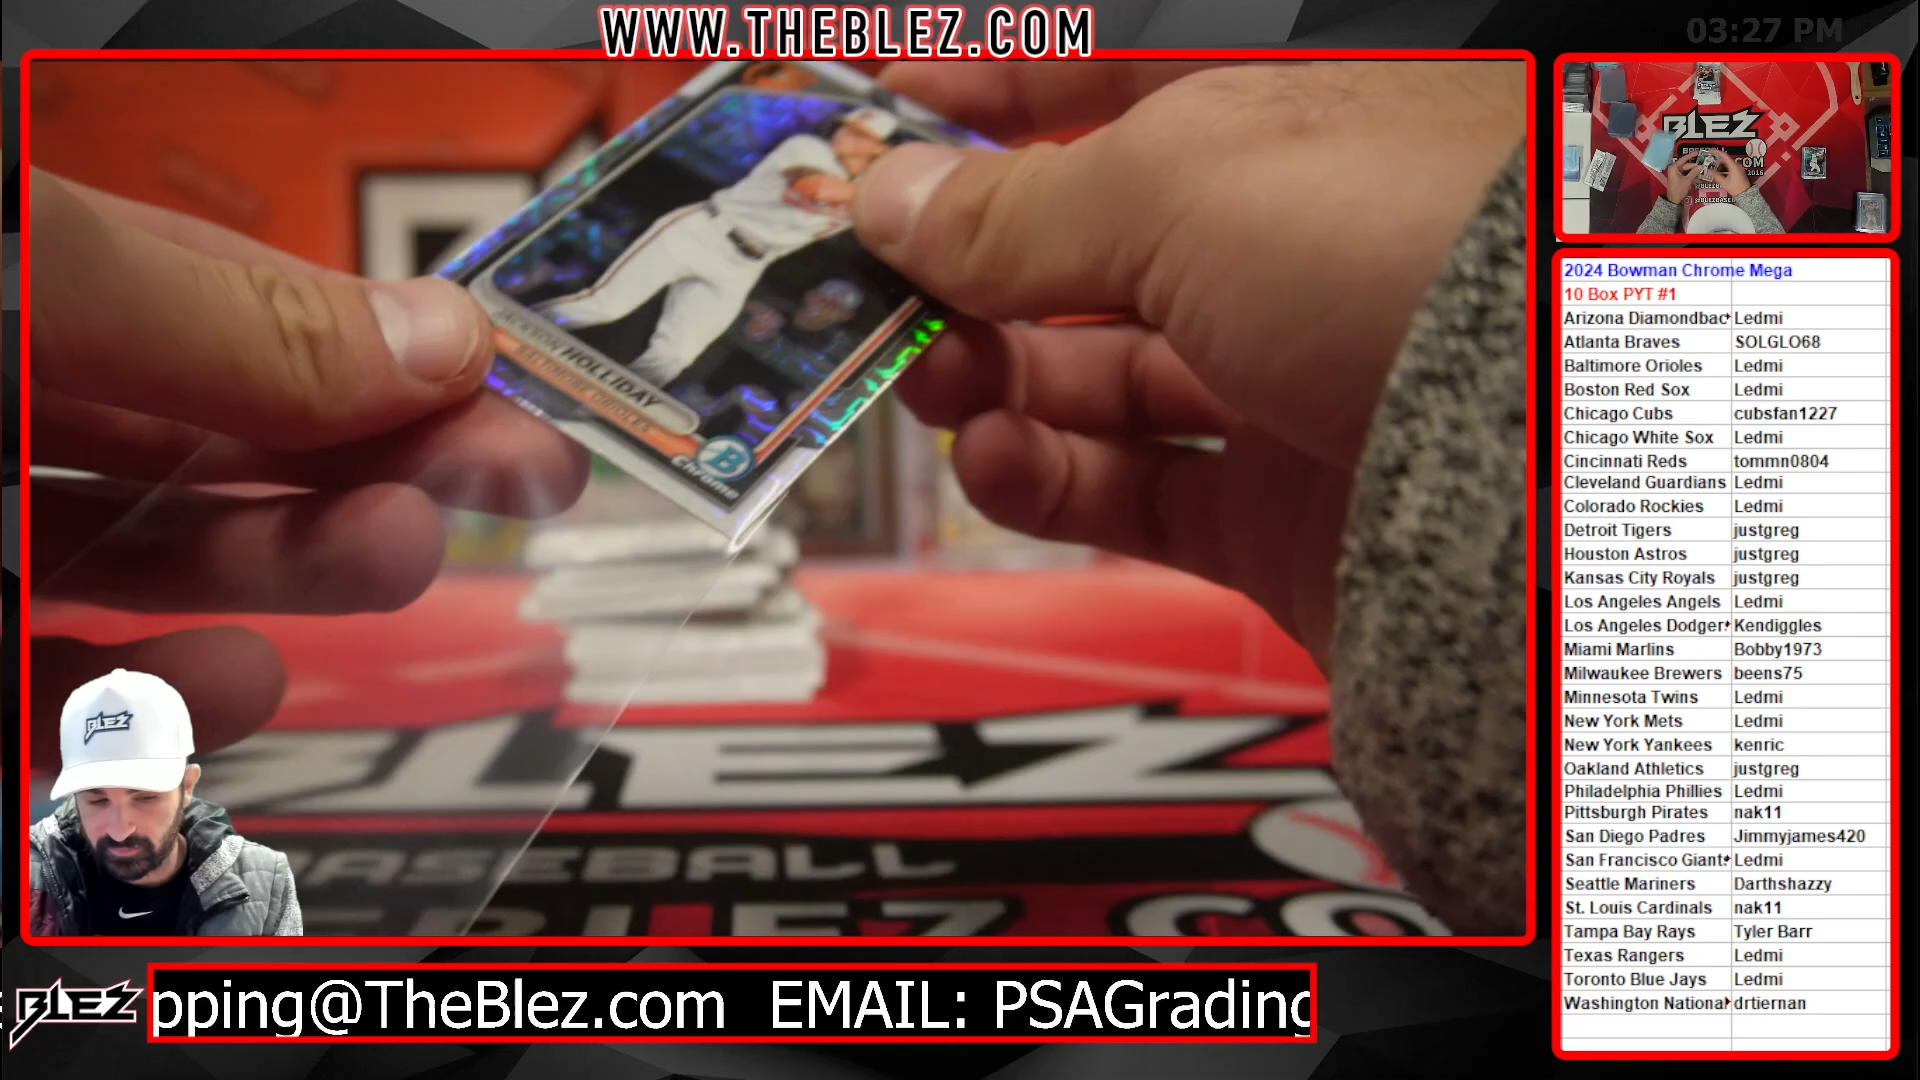 WWW.THEBLEZ.COM
03:27 PM
JACKSON HOLLIDAY
BALTIMORE ORIOLES
B
Chrome
BLEZ
BASEBALL
BLEZ
BLEZ
pping@TheBlez.com EMAIL: PSAGrading
BLEZ
2024 Bowman Chrome Mega
10 Box PYT #1
Arizona Diamondbac Ledmi
Atlanta Braves SOLGLO68
Baltimore Orioles Ledmi
Boston Red Sox Ledmi
Chicago Cubs cubsfan1227
Chicago White Sox Ledmi
Cincinnati Reds tommn0804
Cleveland Guardians Ledmi
Colorado Rockies Ledmi
Detroit Tigers justgreg
Houston Astros justgreg
Kansas City Royals justgreg
Los Angeles Angels Ledmi
Los Angeles Dodger Kendiggles
Miami Marlins Bobby1973
Milwaukee Brewers beens75
Minnesota Twins Ledmi
New York Mets Ledmi
New York Yankees kenric
Oakland Athletics justgreg
Philadelphia Phillies Ledmi
Pittsburgh Pirates nak11
San Diego Padres Jimmyjames420
San Francisco Giant Ledmi
Seattle Mariners Darthshazzy
St. Louis Cardinals nak11
Tampa Bay Rays Tyler Barr
Texas Rangers Ledmi
Toronto Blue Jays Ledmi
Washington National drtiernan